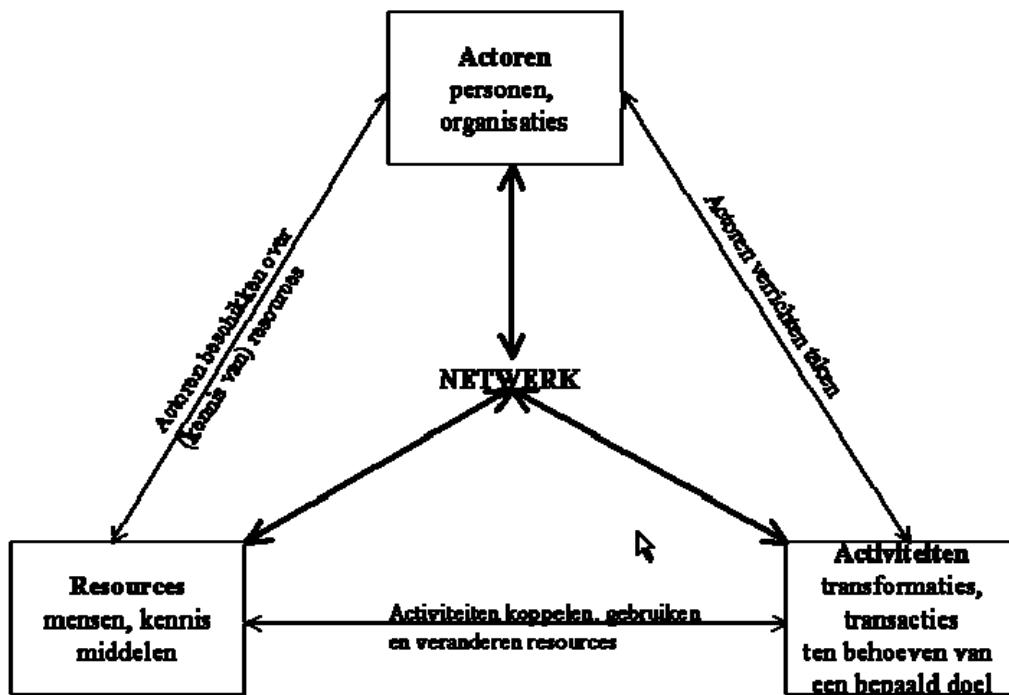 Actoren
personen,
organisaties
Actoren beschikken over
(kennis van) resources
Actoren verrichten taken
NETWERK
Resources
mensen, kennis
middelen
Activiteiten koppelen, gebruiken
en veranderen resources
Activiteiten
transformaties,
transacties
ten behoeven van
een bepaald doel